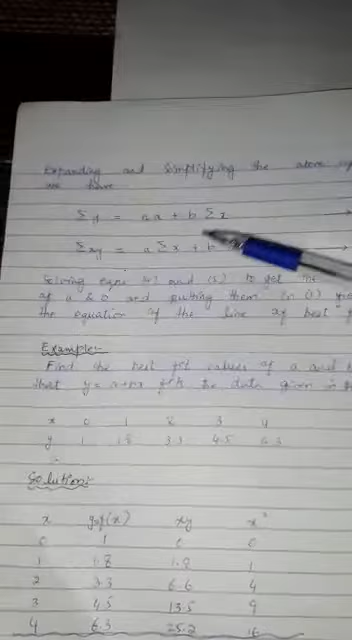 Expanding and Simplifying the above
we have
Σy = na + b Σx
Σxy = a Σx + b
Solving eqns (4) and (5) to get the
of a & b and putting them in (1)
the equation of the line of best
Example:-
Find the best fit values of a and
that y = a+bx fits the data given in
x 0 1 2 3 4
y 1 1.8 3.3 4.5 6.3
Solution:-
x y=f(x) xy x²
0 1 0 0
1 1.8 1.8 1
2 3.3 6.6 4
3 4.5 13.5 9
4 6.3 25.2 16